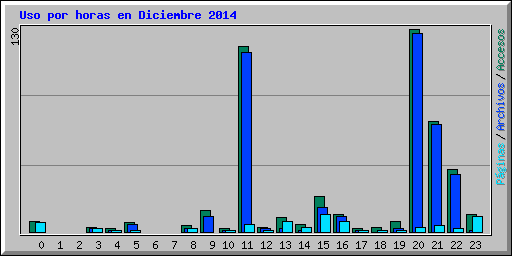 Uso por horas en Diciembre 2014
130
Páginas / Archivos / Accesos
0 1 2 3 4 5 6 7 8 9 10 11 12 13 14 15 16 17 18 19 20 21 22 23